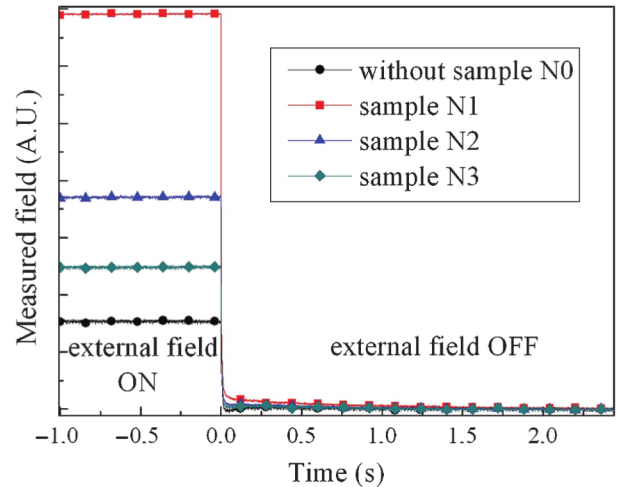 Measured field (A.U.)
without sample N0
sample N1
sample N2
sample N3
external field
ON
external field OFF
−1.0 −0.5 0.0 0.5 1.0 1.5 2.0
Time (s)